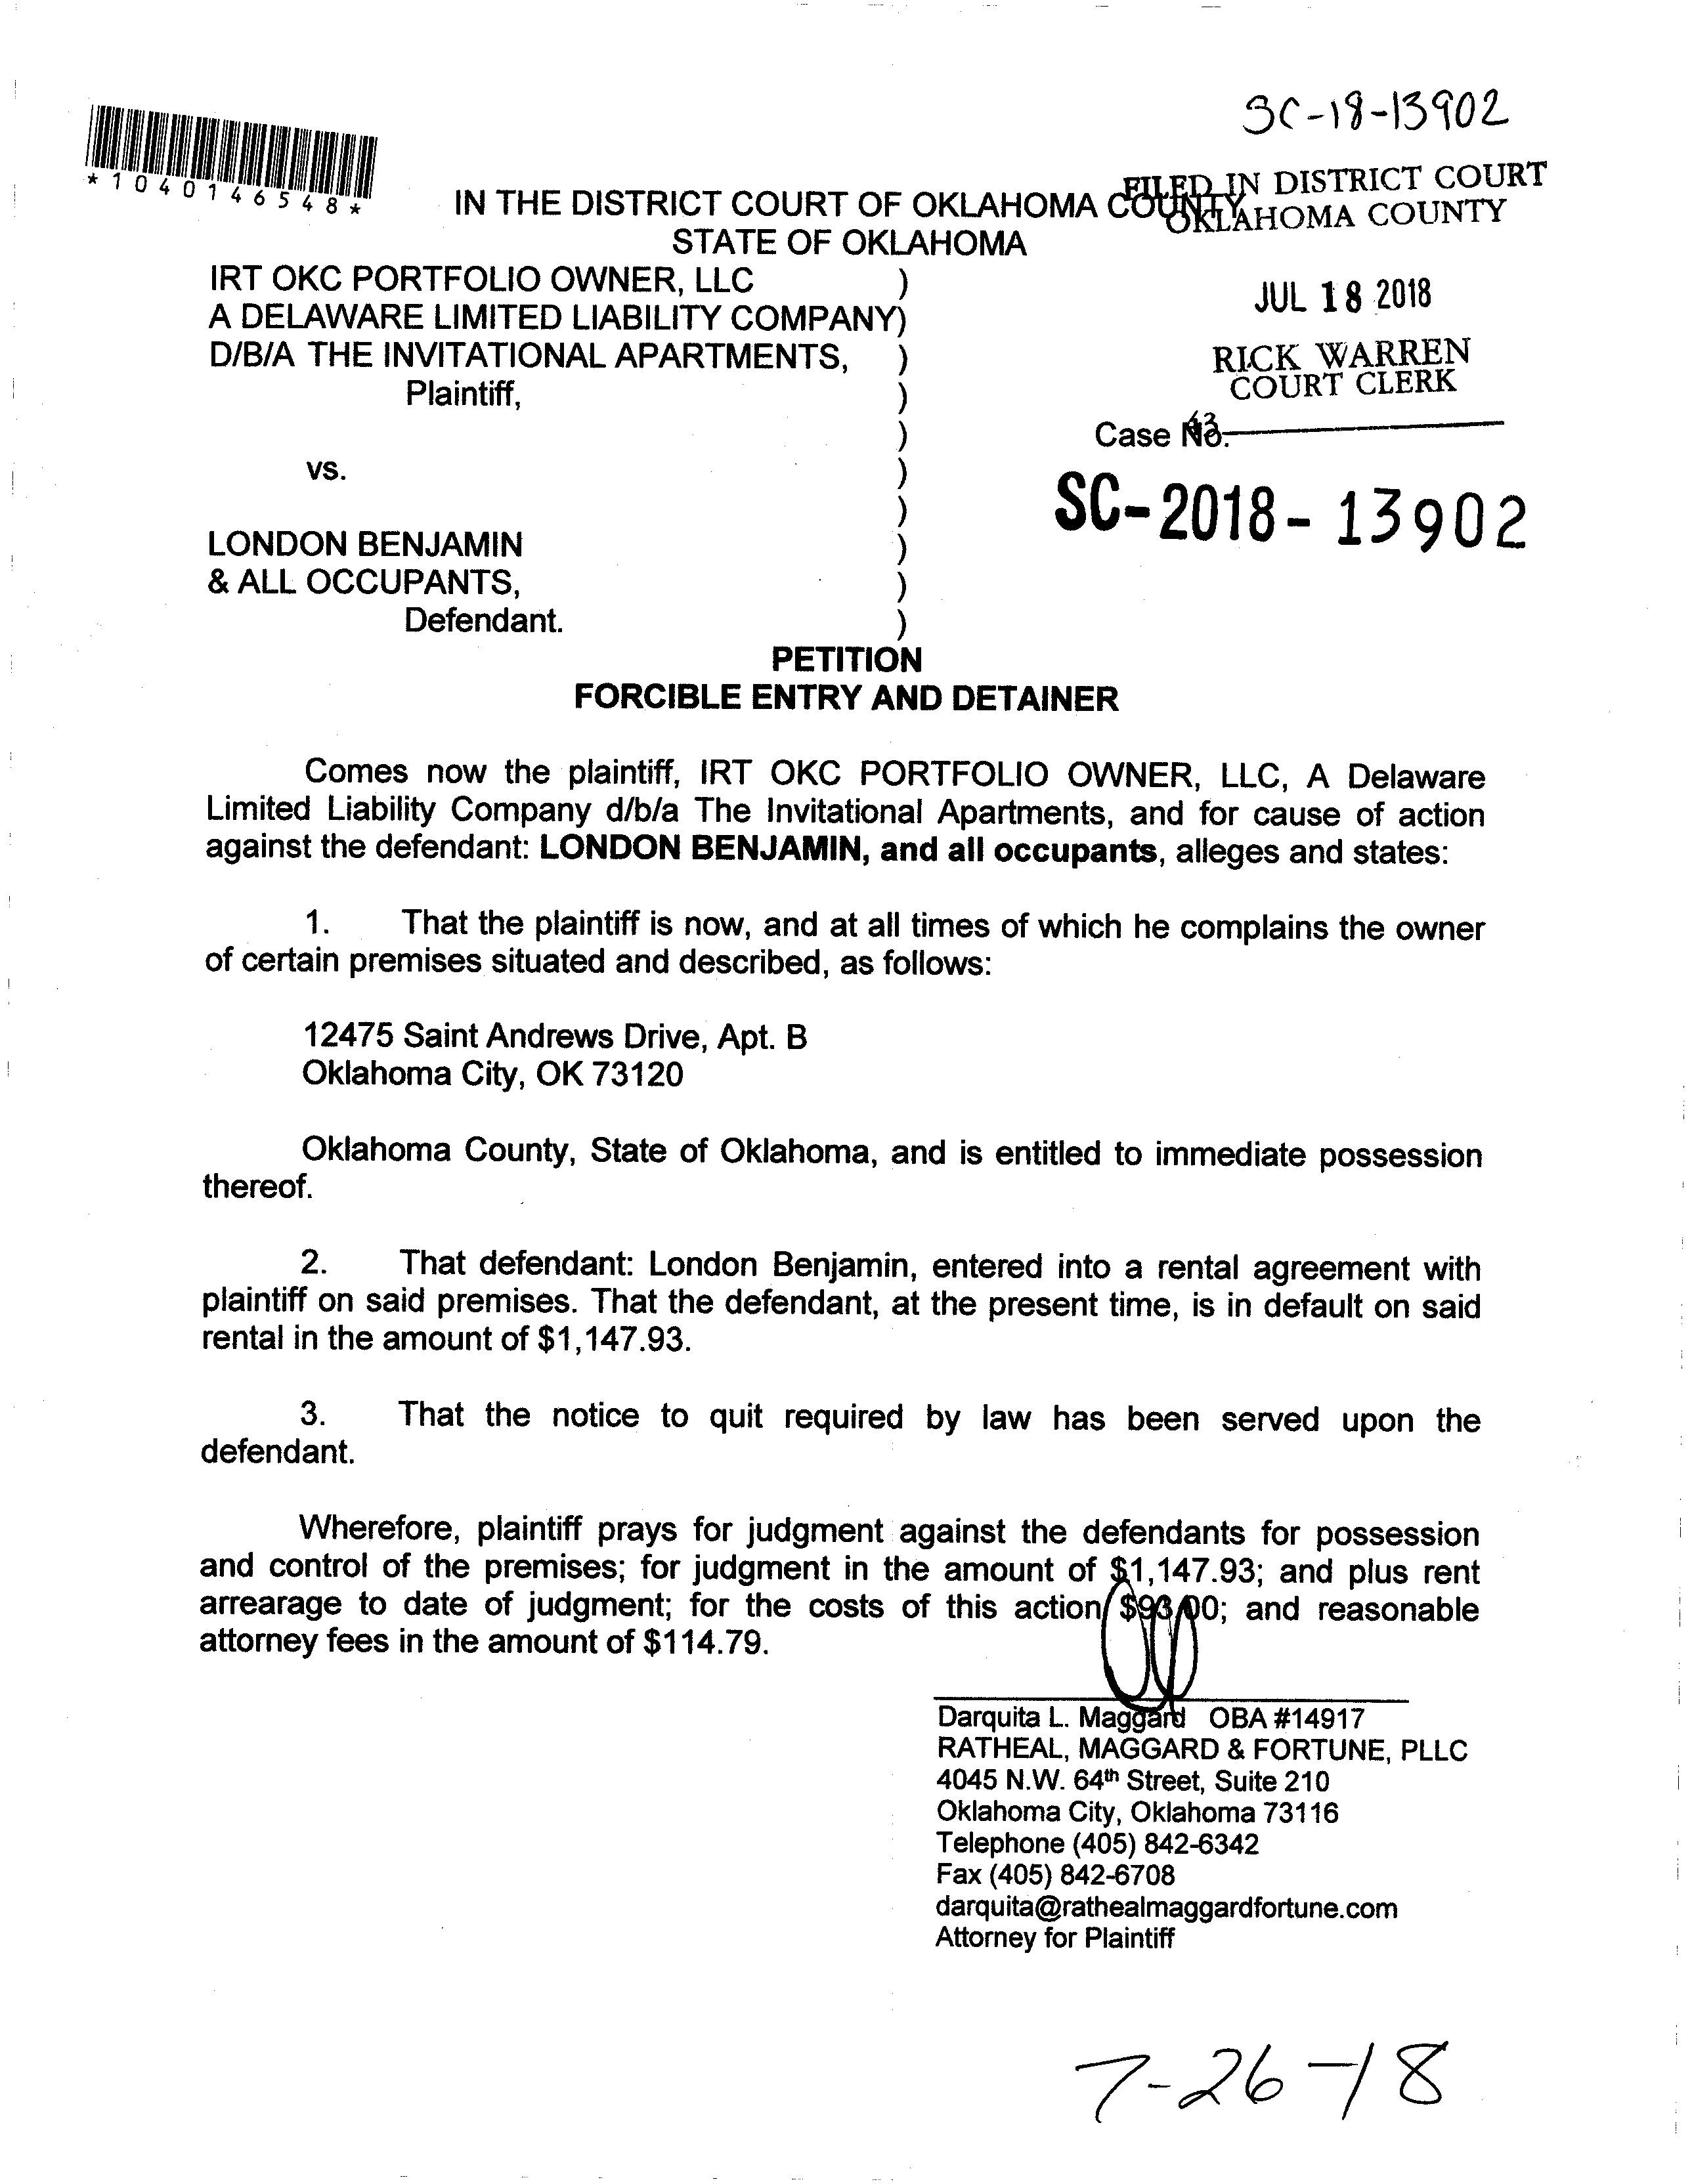 SC-18-13902
*1040146548*
FILED IN DISTRICT COURT
OKLAHOMA COUNTY
IN THE DISTRICT COURT OF OKLAHOMA COUNTY
STATE OF OKLAHOMA
JUL 18 2018
RICK WARREN
COURT CLERK
43
IRT OKC PORTFOLIO OWNER, LLC )
A DELAWARE LIMITED LIABILITY COMPANY)
D/B/A THE INVITATIONAL APARTMENTS, )
Plaintiff, )
) Case No.
vs. )
) SC-2018-13902
LONDON BENJAMIN )
& ALL OCCUPANTS, )
Defendant. )
PETITION
FORCIBLE ENTRY AND DETAINER
Comes now the plaintiff, IRT OKC PORTFOLIO OWNER, LLC, A Delaware
Limited Liability Company d/b/a The Invitational Apartments, and for cause of action
against the defendant: LONDON BENJAMIN, and all occupants, alleges and states:
1. That the plaintiff is now, and at all times of which he complains the owner
of certain premises situated and described, as follows:
12475 Saint Andrews Drive, Apt. B
Oklahoma City, OK 73120
Oklahoma County, State of Oklahoma, and is entitled to immediate possession
thereof.
2. That defendant: London Benjamin, entered into a rental agreement with
plaintiff on said premises. That the defendant, at the present time, is in default on said
rental in the amount of $1,147.93.
3. That the notice to quit required by law has been served upon the
defendant.
Wherefore, plaintiff prays for judgment against the defendants for possession
and control of the premises; for judgment in the amount of $1,147.93; and plus rent
arrearage to date of judgment; for the costs of this action $93.00; and reasonable
attorney fees in the amount of $114.79.
Darquita L. Maggard OBA #14917
RATHEAL, MAGGARD & FORTUNE, PLLC
4045 N.W. 64th Street, Suite 210
Oklahoma City, Oklahoma 73116
Telephone (405) 842-6342
Fax (405) 842-6708
darquita@rathealmaggardfortune.com
Attorney for Plaintiff
7-26-18